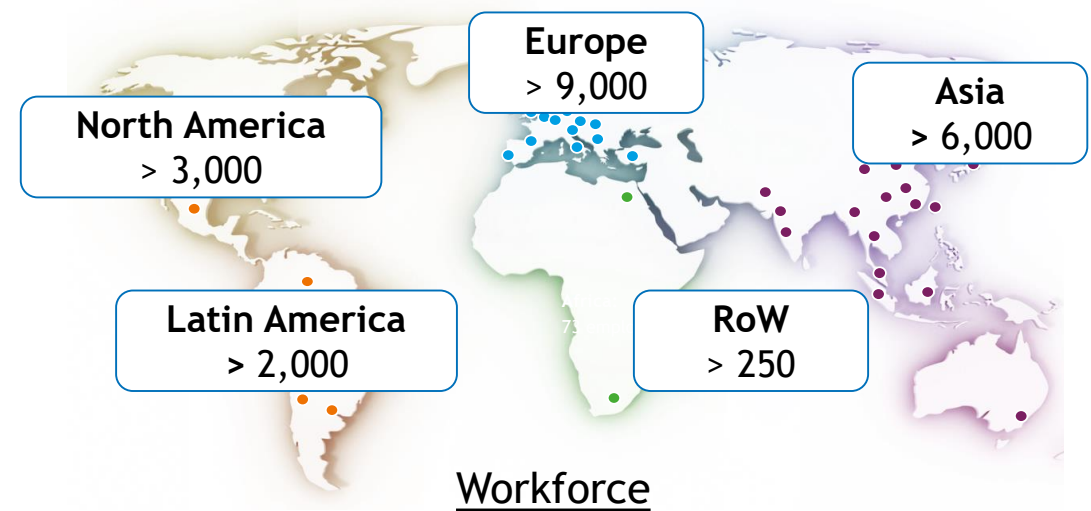 Europe
> 9,000
Asia
> 6,000
North America
> 3,000
Latin America
> 2,000
RoW
> 250
Workforce